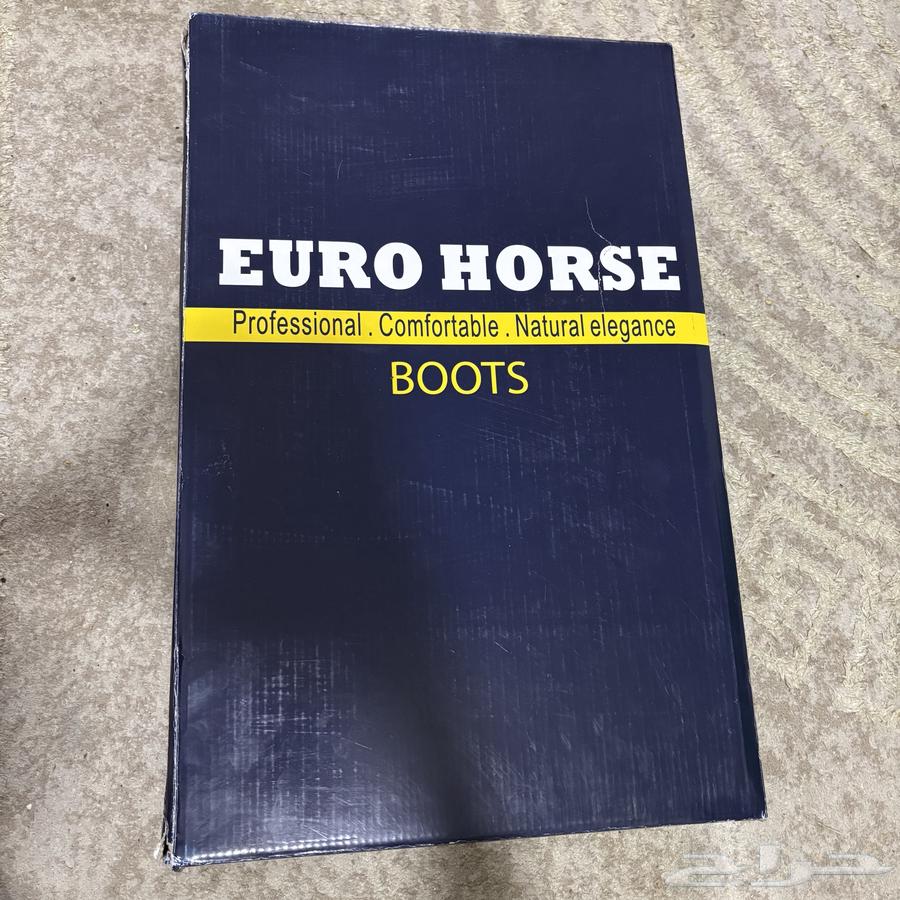 EURO HORSE
Professional . Comfortable . Natural elegance
BOOTS
حراج